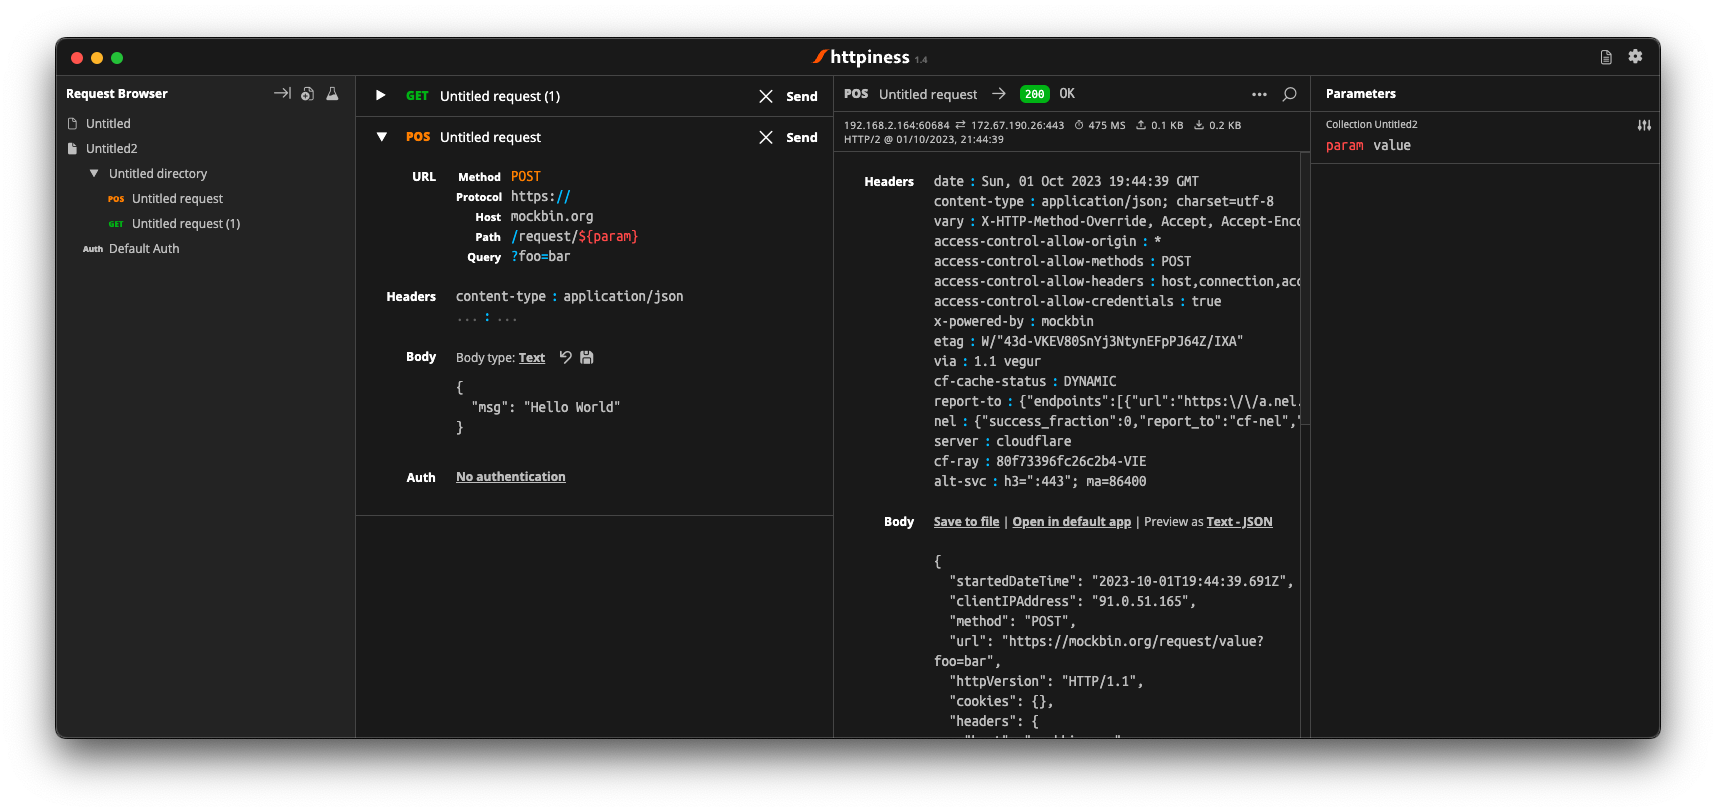 httpiness 1.4
Request Browser
Untitled
Untitled2
Untitled directory
POS Untitled request
GET Untitled request (1)
Auth Default Auth
GET Untitled request (1) Send
POS Untitled request Send
URL Method POST
Protocol https://
Host mockbin.org
Path /request/${param}
Query ?foo=bar
Headers content-type : application/json
... : ...
Body Body type: Text
{
"msg": "Hello World"
}
Auth No authentication
POS Untitled request → 200 OK
192.168.2.164:60684 ⇄ 172.67.190.26:443 475 MS 0.1 KB 0.2 KB
HTTP/2 @ 01/10/2023, 21:44:39
Headers date : Sun, 01 Oct 2023 19:44:39 GMT
content-type : application/json; charset=utf-8
vary : X-HTTP-Method-Override, Accept, Accept-Enco
access-control-allow-origin : *
access-control-allow-methods : POST
access-control-allow-headers : host,connection,acc
access-control-allow-credentials : true
x-powered-by : mockbin
etag : W/"43d-VKEV80SnYj3NtynEFpPJ64Z/IXA"
via : 1.1 vegur
cf-cache-status : DYNAMIC
report-to : {"endpoints":[{"url":"https:\/\/a.nel.
nel : {"success_fraction":0,"report_to":"cf-nel","
server : cloudflare
cf-ray : 80f73396fc26c2b4-VIE
alt-svc : h3=":443"; ma=86400
Body Save to file | Open in default app | Preview as Text - JSON
{
"startedDateTime": "2023-10-01T19:44:39.691Z",
"clientIPAddress": "91.0.51.165",
"method": "POST",
"url": "https://mockbin.org/request/value?
foo=bar",
"httpVersion": "HTTP/1.1",
"cookies": {},
"headers": {
Parameters
Collection Untitled2
param value